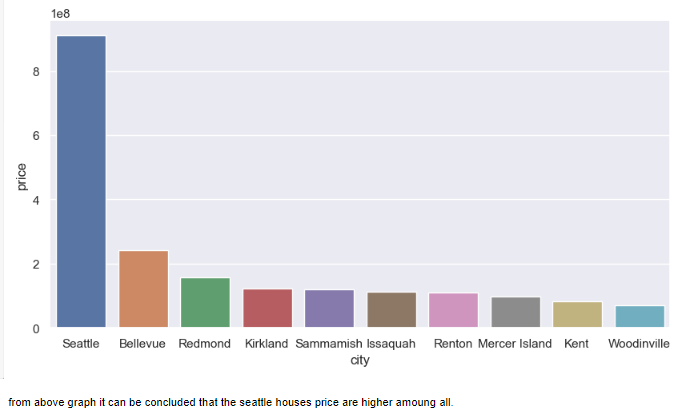 1e8
8
6
price
4
2
0
Seattle Bellevue Redmond Kirkland Sammamish Issaquah Renton Mercer Island Kent Woodinville
city
from above graph it can be concluded that the seattle houses price are higher amoung all.